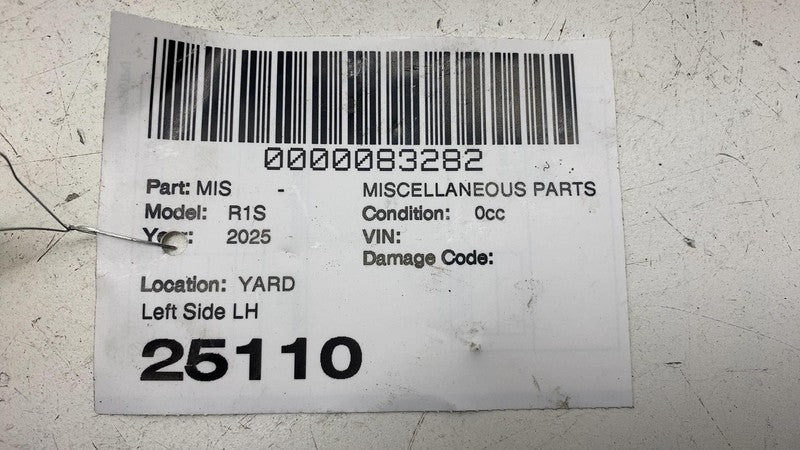 0000083282
Part: MIS - MISCELLANEOUS PARTS
Model: R1S Condition: 0cc
Year: 2025 VIN:
Damage Code:
Location: YARD
Left Side LH
25110